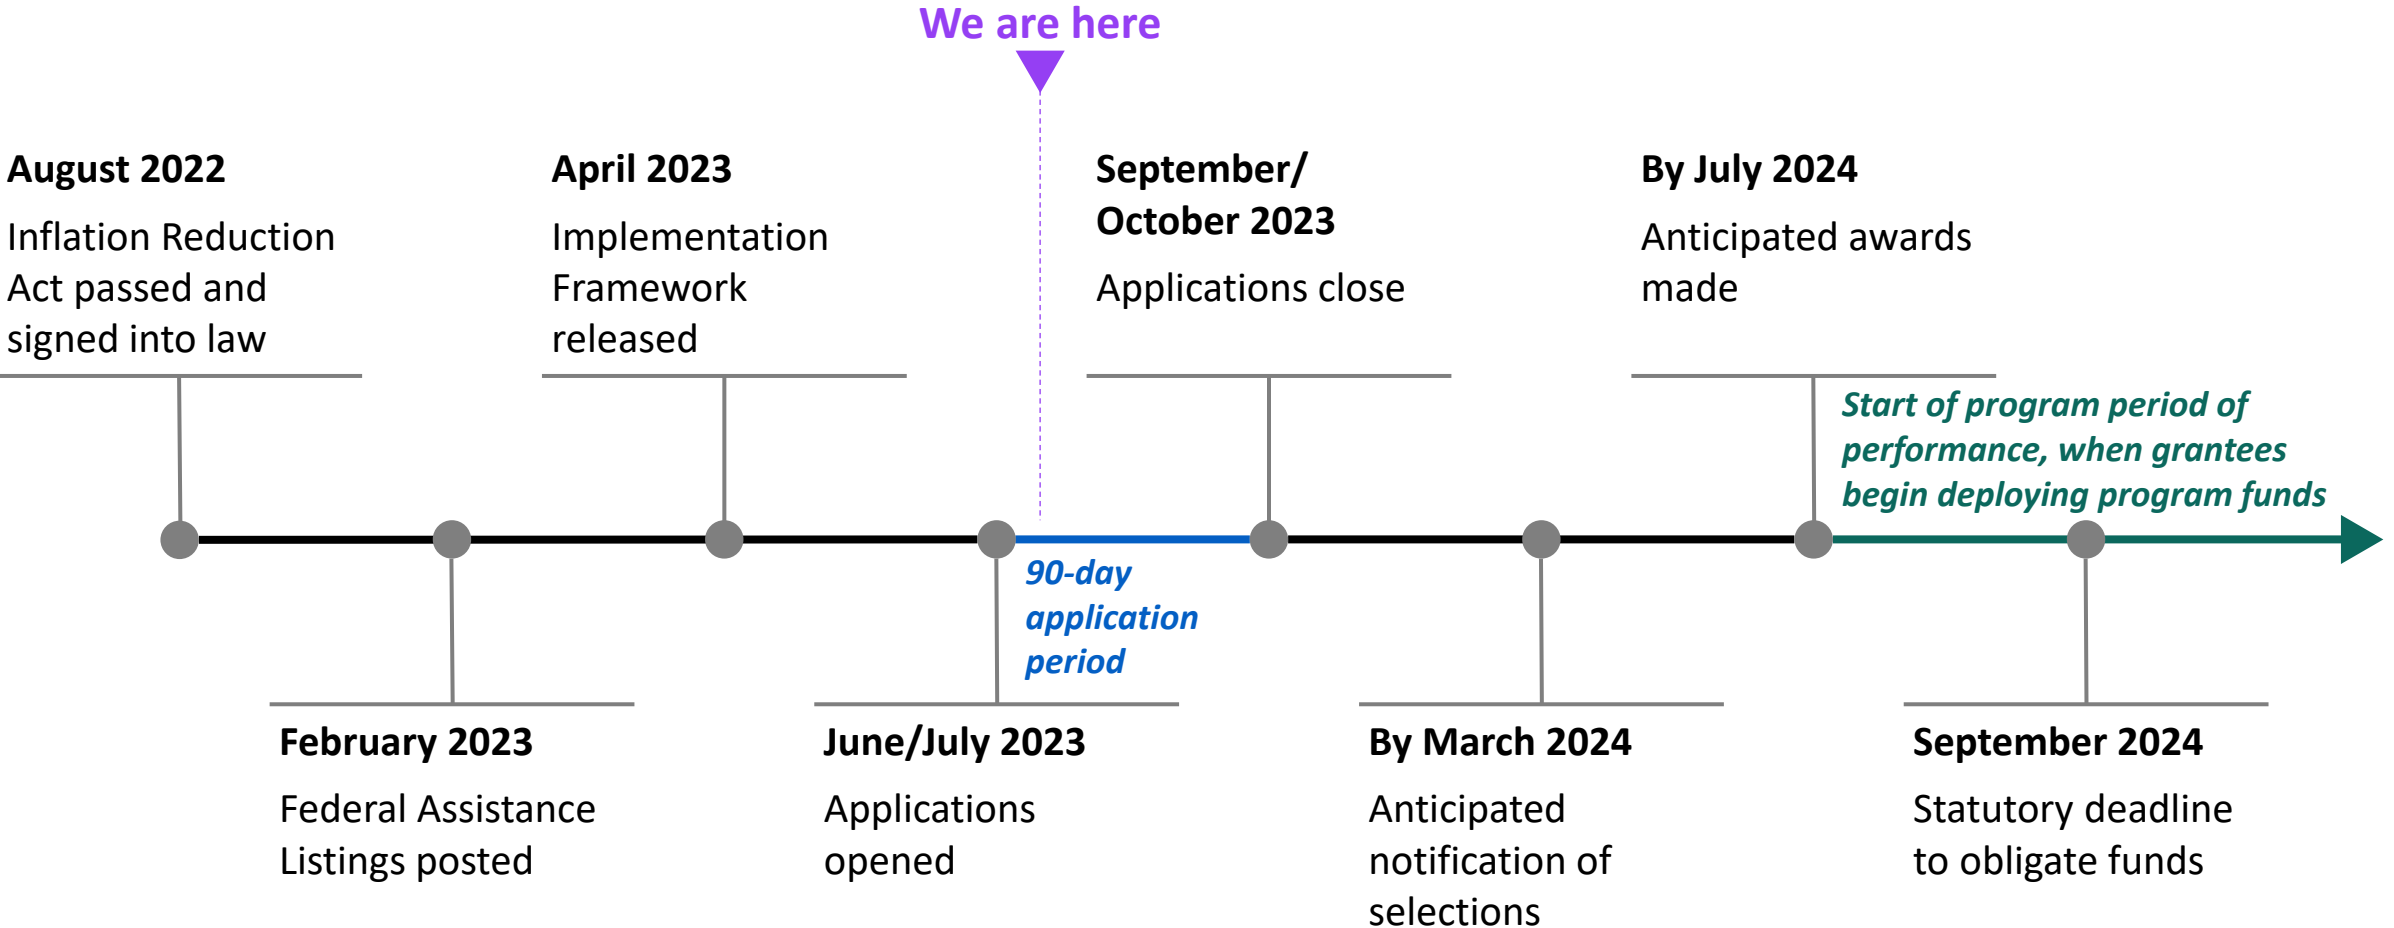 We are here
August 2022
Inflation Reduction
Act passed and
signed into law
April 2023
Implementation
Framework
released
September/
October 2023
Applications close
By July 2024
Anticipated awards
made
Start of program period of
performance, when grantees
begin deploying program funds
90-day
application
period
February 2023
Federal Assistance
Listings posted
June/July 2023
Applications
opened
By March 2024
Anticipated
notification of
selections
September 2024
Statutory deadline
to obligate funds